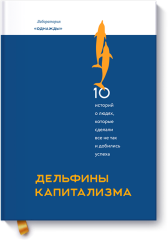 Лаборатория
«ОДНАЖДЫ»
10
историй
о людях,
которые
сделали
все не так
и добились
успеха
ДЕЛЬФИНЫ
КАПИТАЛИЗМА